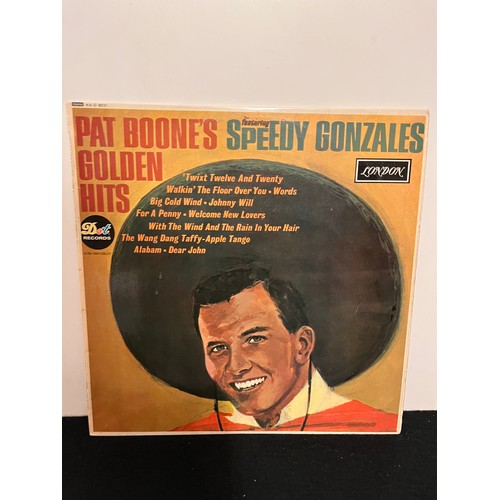 LONDON
PAT BOONE'S featuring SPEEDY GONZALES
GOLDEN
HITS
'Twixt Twelve And Twenty
Walkin' The Floor Over You - Words
Big Cold Wind - Johnny Will
For A Penny - Welcome New Lovers
With The Wind And The Rain In Your Hair
The Wang Dang Taffy-Apple Tango
Alabam - Dear John
Dot
RECORDS